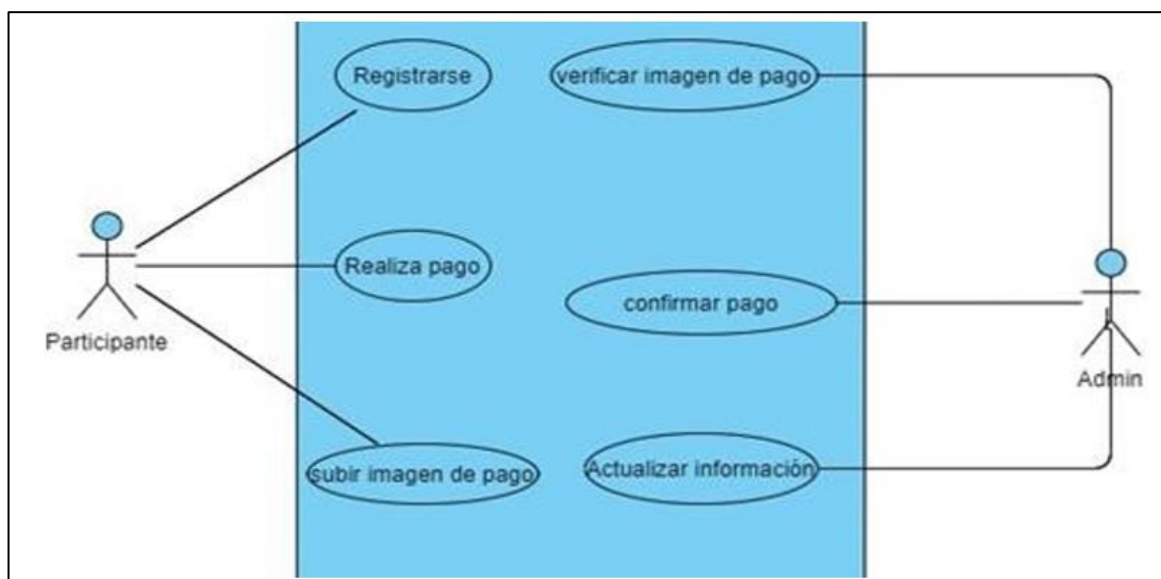 Registrarse
verificar imagen de pago
Realiza pago
confirmar pago
Participante
Admin
subir imagen de pago
Actualizar información